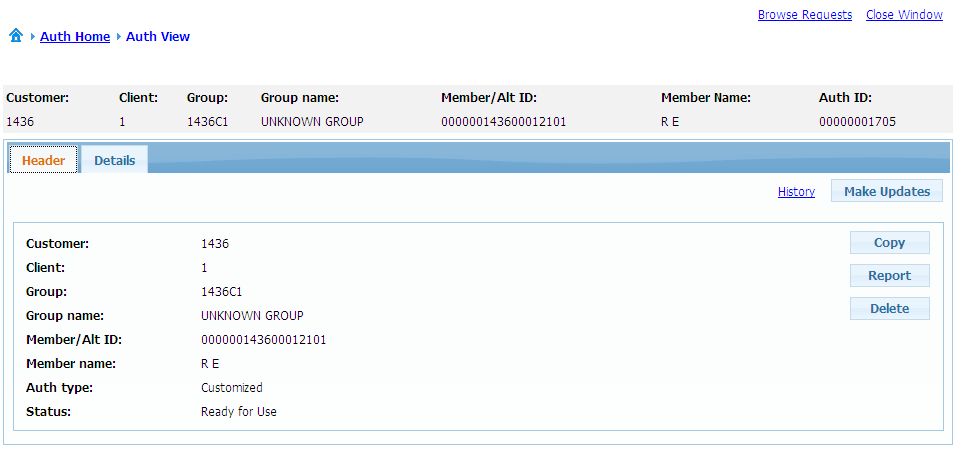 Browse Requests Close Window
Auth Home Auth View
Customer: Client: Group: Group name: Member/Alt ID: Member Name: Auth ID:
1436 1 1436C1 UNKNOWN GROUP 000000143600012101 R E 00000001705
Header Details
History Make Updates
Customer: 1436 Copy
Client: 1
Group: 1436C1 Report
Group name: UNKNOWN GROUP Delete
Member/Alt ID: 000000143600012101
Member name: R E
Auth type: Customized
Status: Ready for Use